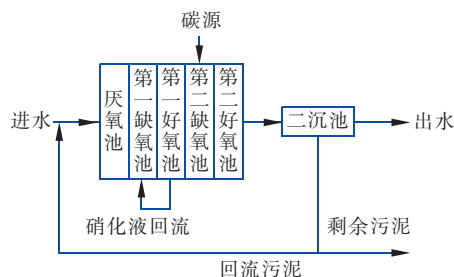 碳源
进水
厌氧池
第一缺氧池
第一好氧池
第二缺氧池
第二好氧池
二沉池
出水
硝化液回流
剩余污泥
回流污泥